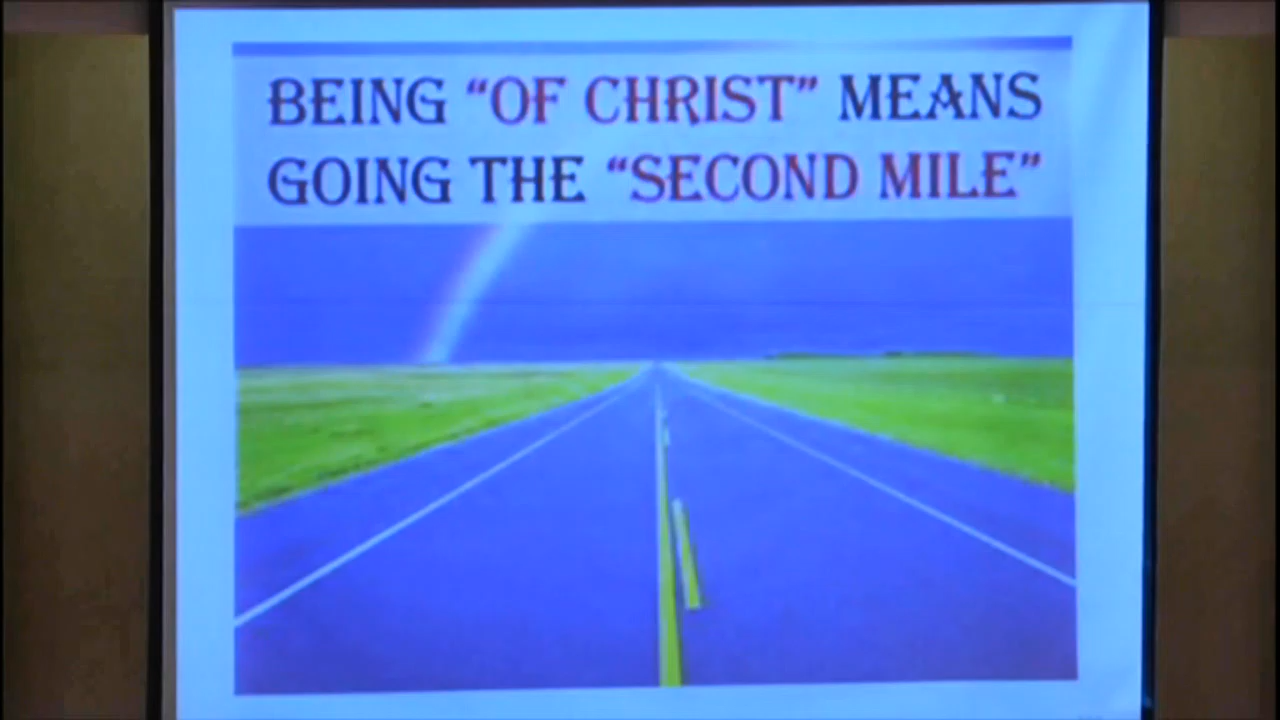 BEING “OF CHRIST” MEANS
GOING THE “SECOND MILE”